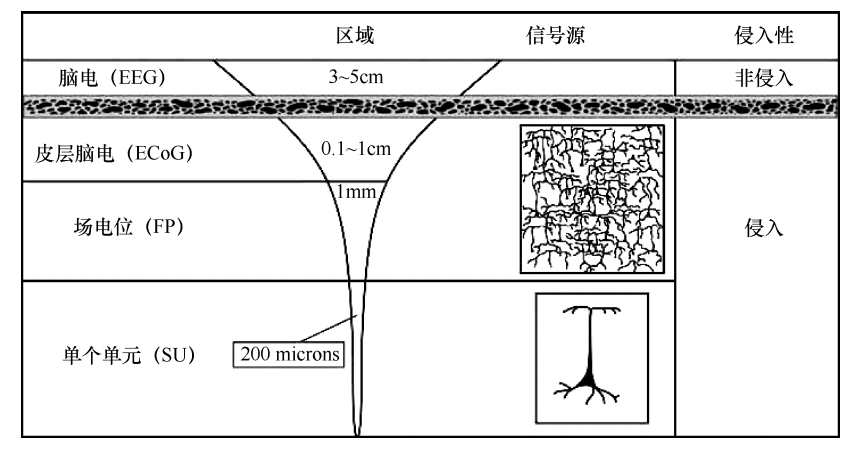 区域 信号源 侵入性
脑电（EEG） 3~5cm 非侵入
皮层脑电（ECoG） 0.1~1cm
1mm
场电位（FP） 侵入
单个单元（SU） 200 microns